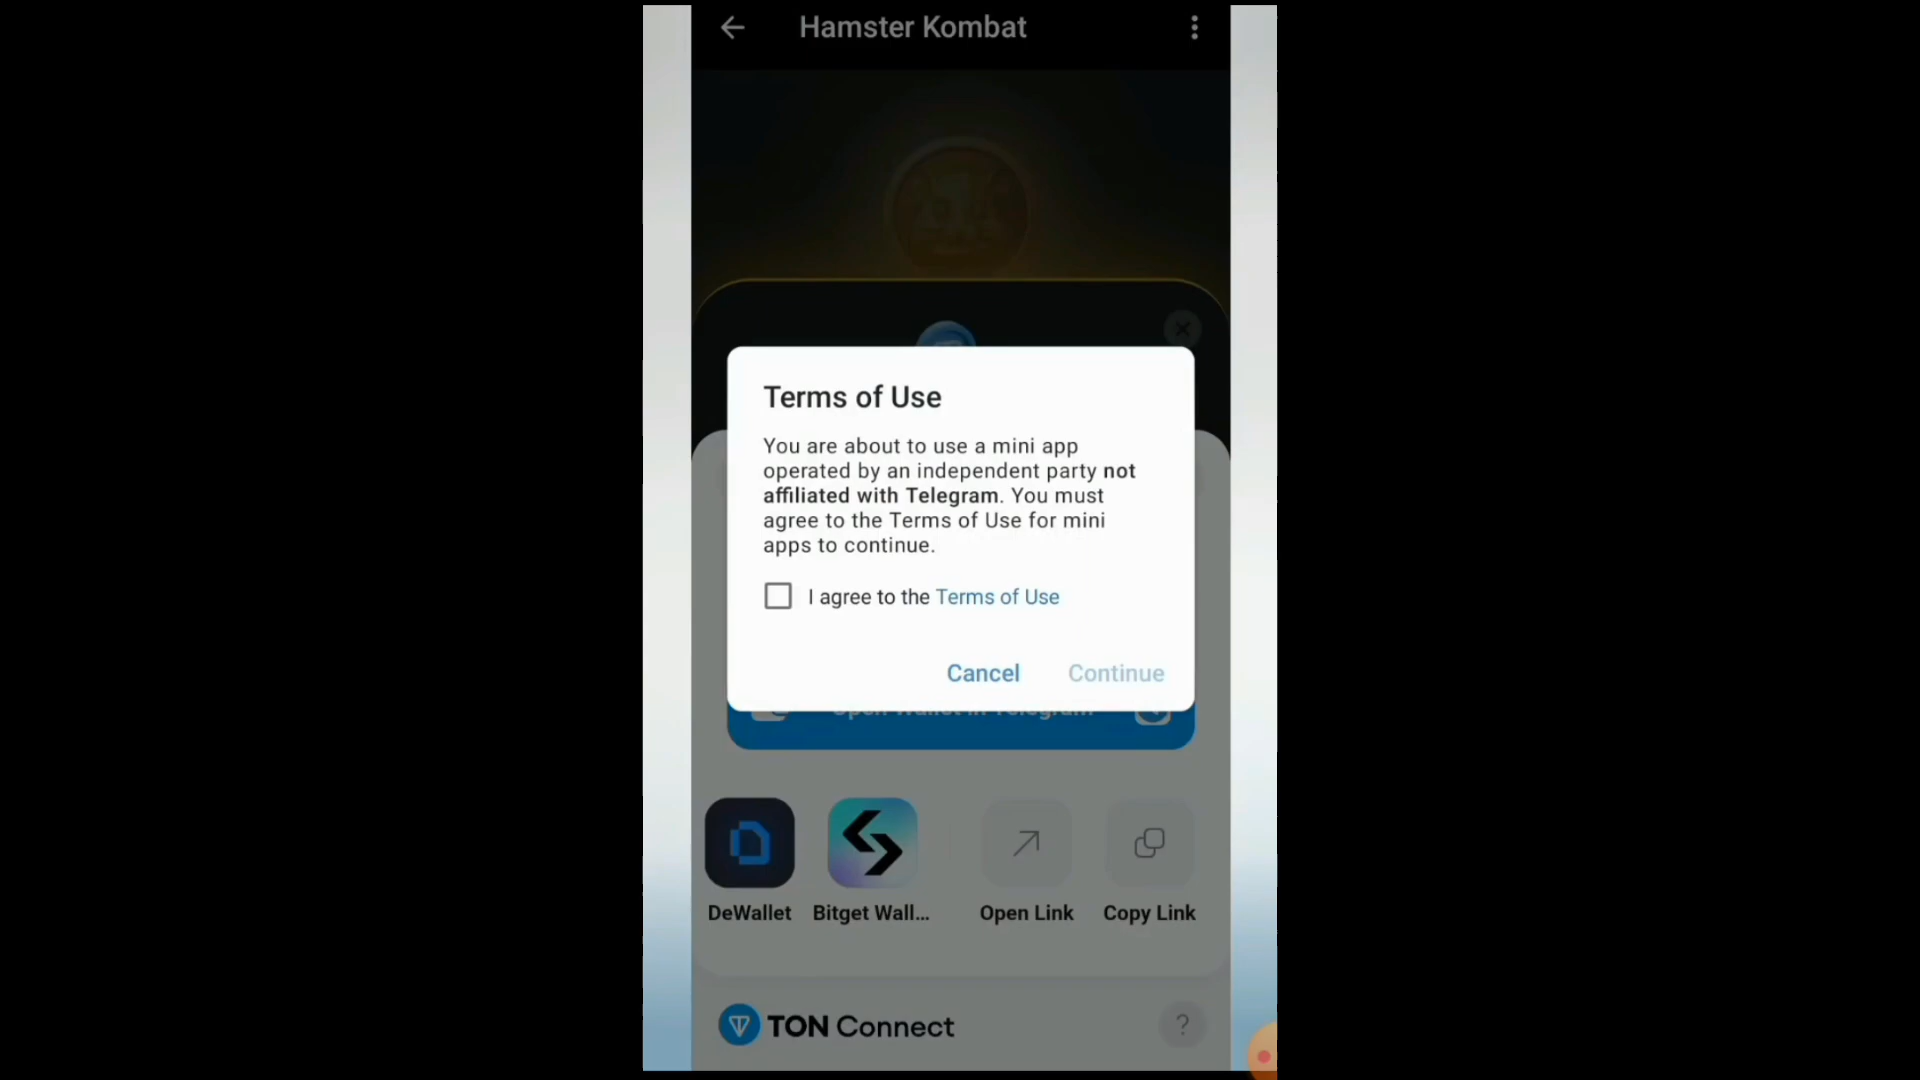 Hamster Kombat
Terms of Use
You are about to use a mini app
operated by an independent party not
affiliated with Telegram. You must
agree to the Terms of Use for mini
apps to continue.
I agree to the Terms of Use
Cancel Continue
Open Wallet in Telegram
DeWallet Bitget Wall... Open Link Copy Link
TON Connect ?